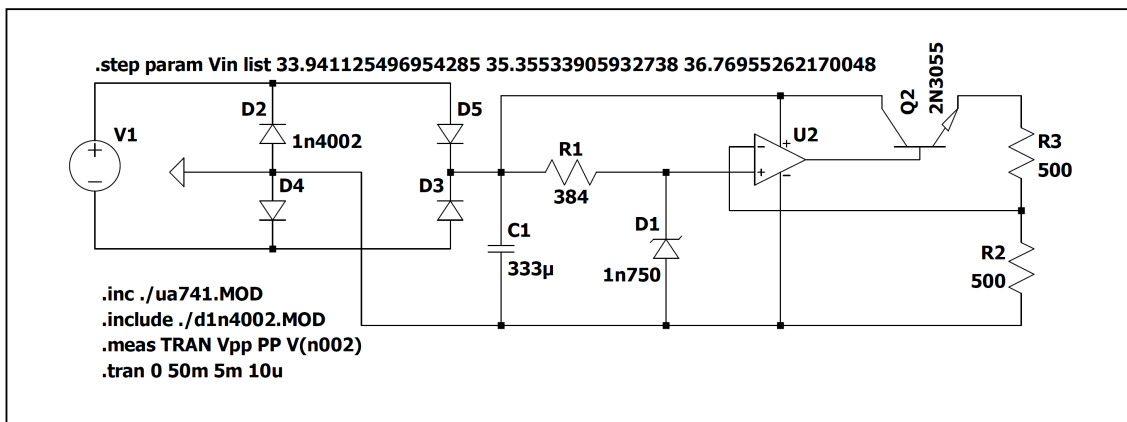 .step param Vin list 33.941125496954285 35.35533905932738 36.76955262170048
D2
D5
Q2
2N3055
V1
1n4002
U2
R1
R3
D4
D3
384
500
C1
D1
R2
333µ
1n750
500
.inc ./ua741.MOD
.include ./d1n4002.MOD
.meas TRAN Vpp PP V(n002)
.tran 0 50m 5m 10u